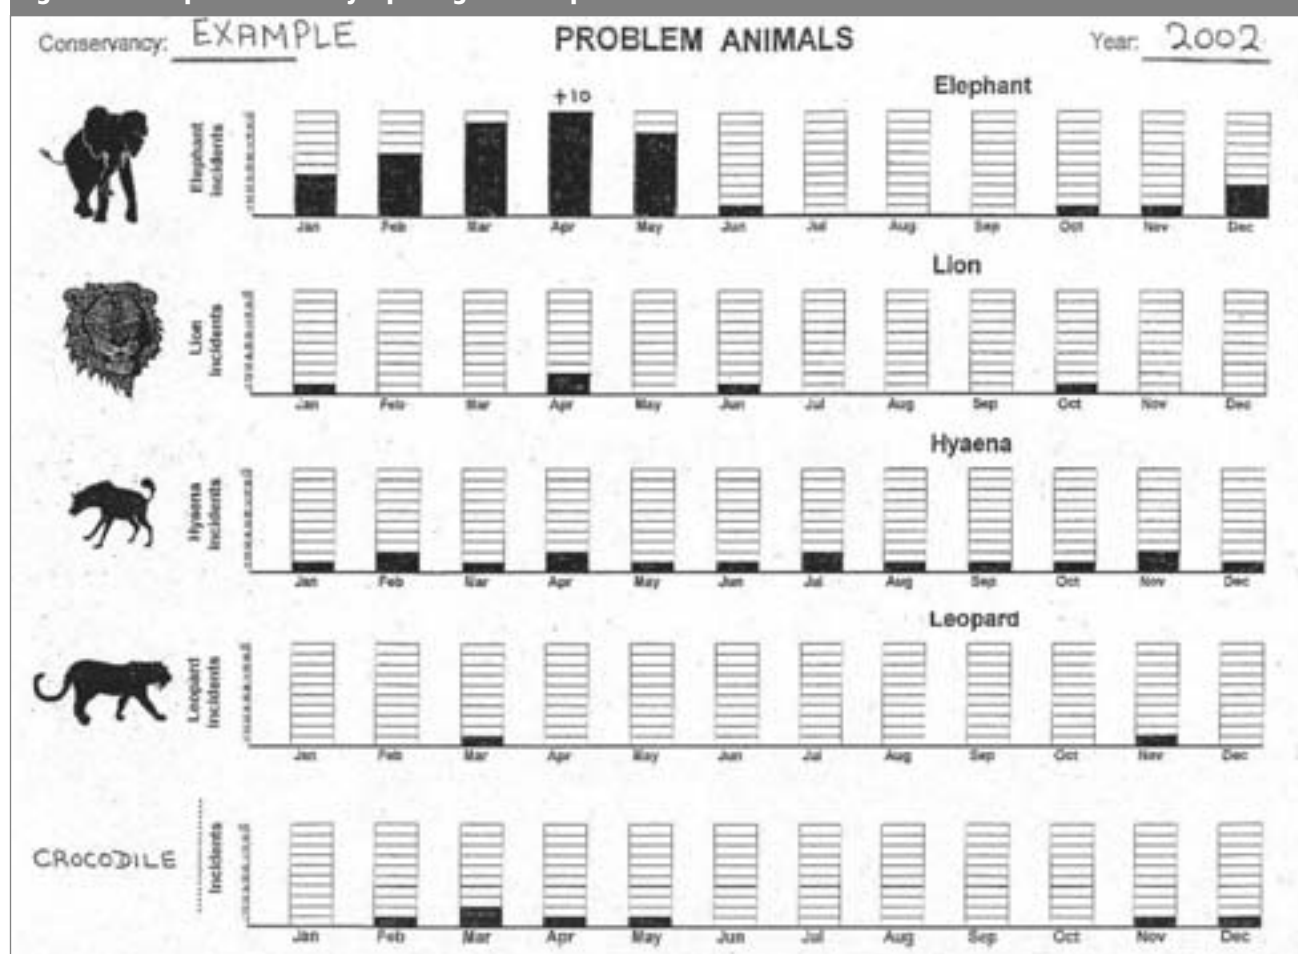 Conservancy: EXAMPLE PROBLEM ANIMALS Year: 2002
Elephant
+10
Elephant
Incidents
Jan Feb Mar Apr May Jun Jul Aug Sep Oct Nov Dec
Lion
Lion
Incidents
Jan Feb Mar Apr May Jun Jul Aug Sep Oct Nov Dec
Hyaena
Hyaena
Incidents
Jan Feb Mar Apr May Jun Jul Aug Sep Oct Nov Dec
Leopard
Leopard
Incidents
Jan Feb Mar Apr May Jun Jul Aug Sep Oct Nov Dec
CROCODILE
Incidents
Jan Feb Mar Apr May Jun Jul Aug Sep Oct Nov Dec